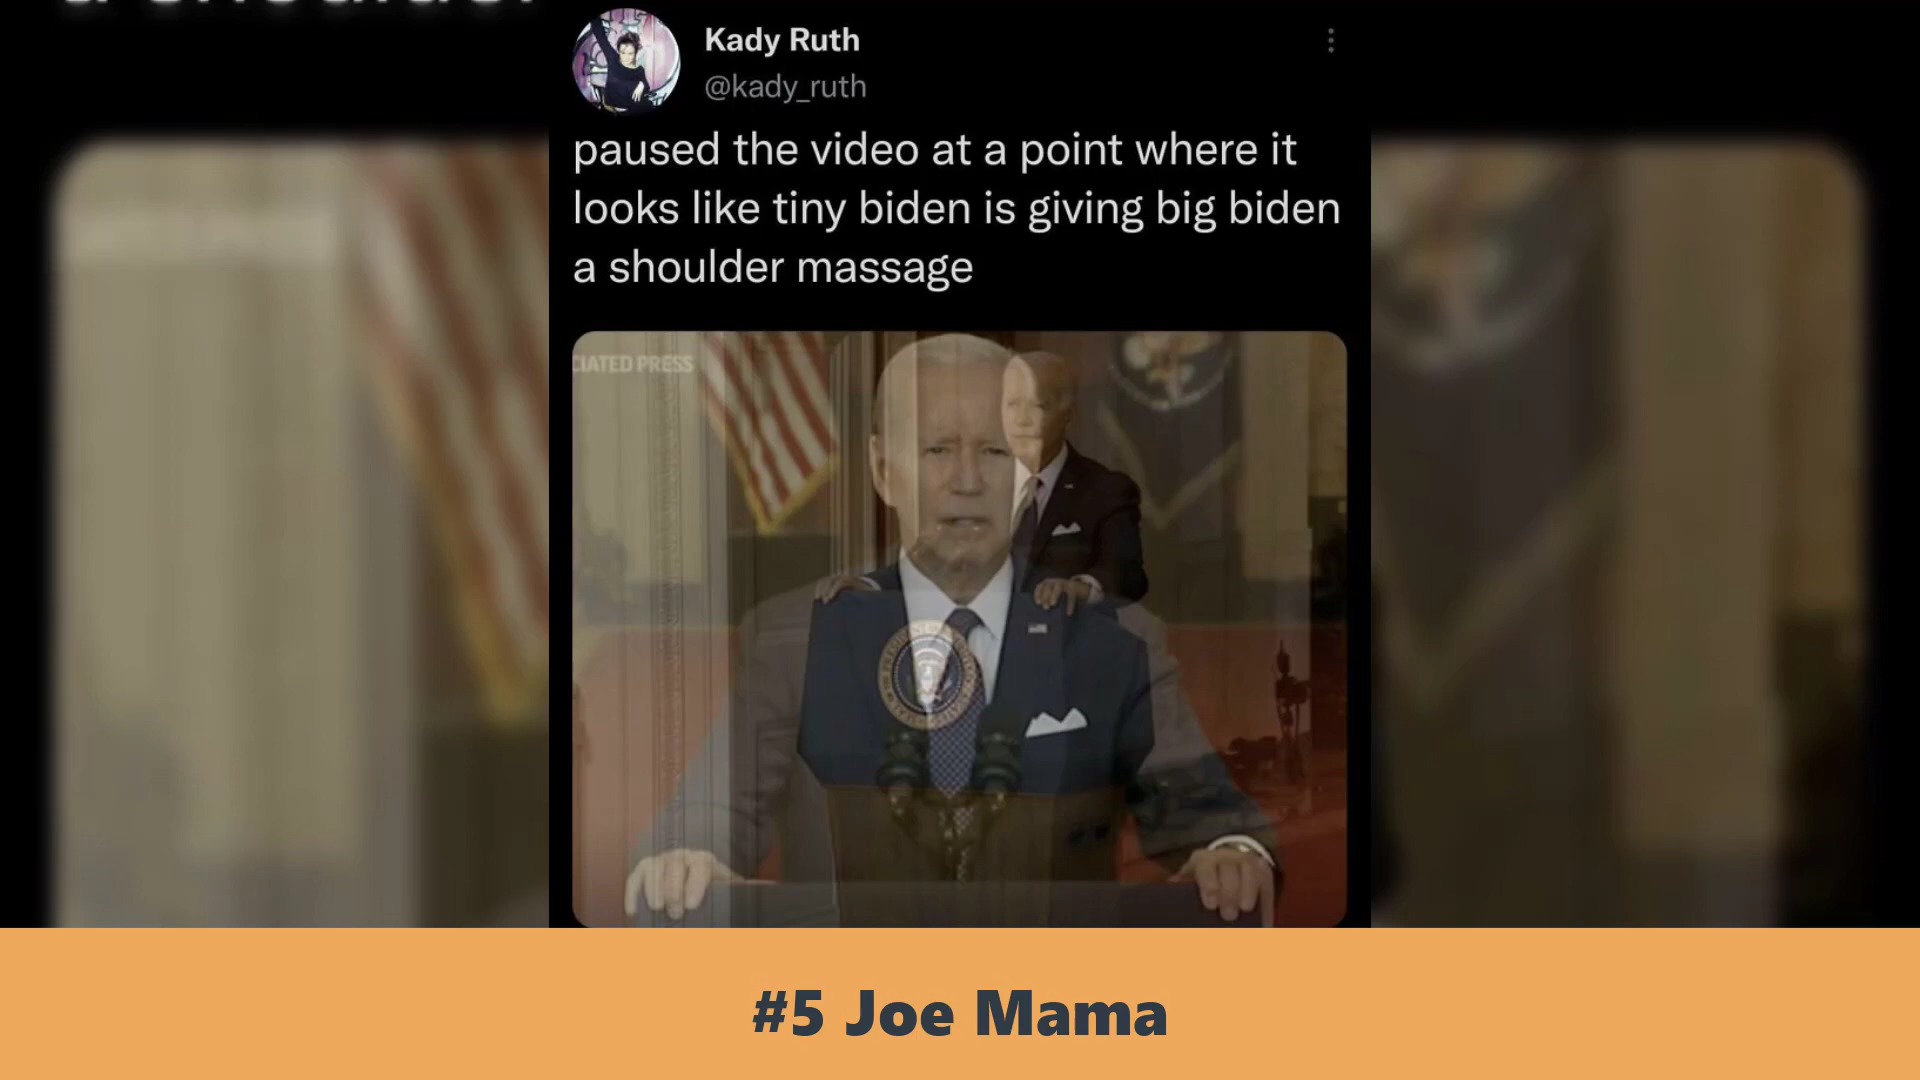 Kady Ruth
@kady_ruth
paused the video at a point where it
looks like tiny biden is giving big biden
a shoulder massage
CIATED PRESS
#5 Joe Mama